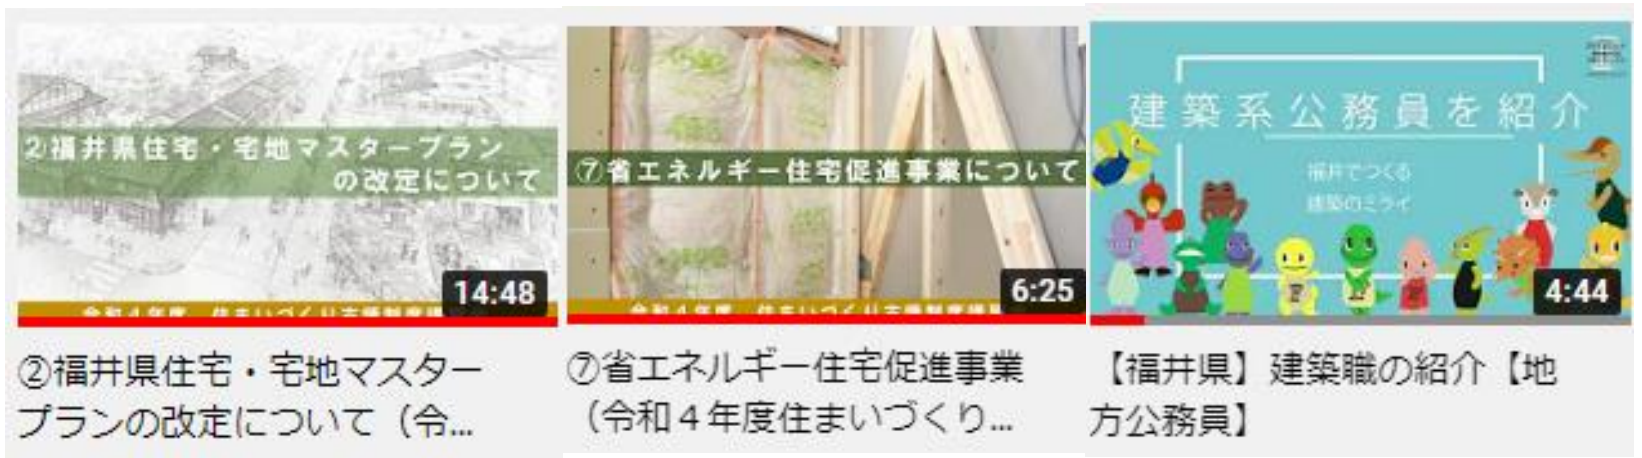 ②福井県住宅・宅地マスタープラン
の改定について
14:48
②福井県住宅・宅地マスター
プランの改定について（令...
⑦省エネルギー住宅促進事業について
6:25
⑦省エネルギー住宅促進事業
（令和４年度住まいづくり...
建築系公務員を紹介
福井でつくる
建築のミライ
4:44
【福井県】建築職の紹介【地
方公務員】